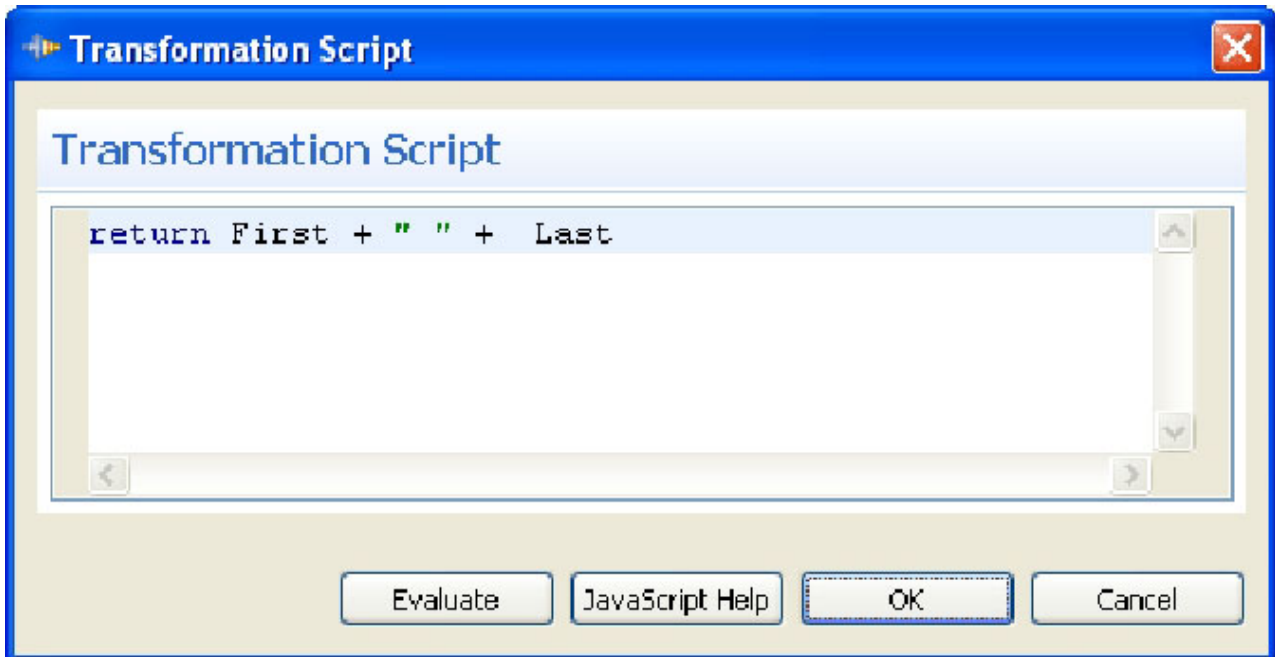 Transformation Script
Transformation Script
return First + " " +  Last
Evaluate
JavaScript Help
OK
Cancel